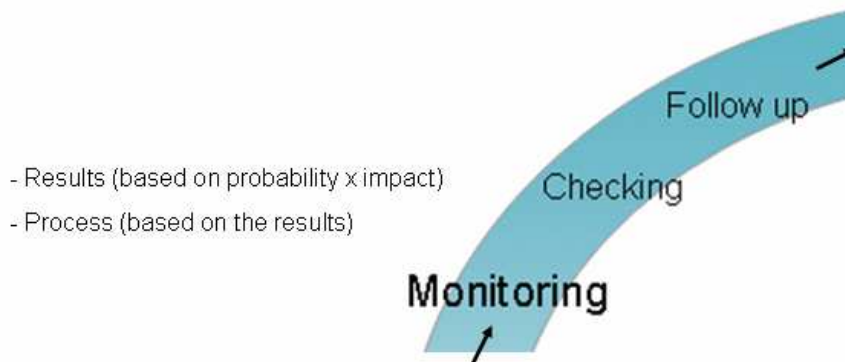 Follow up
- Results (based on probability x impact)
Checking
- Process (based on the results)
Monitoring